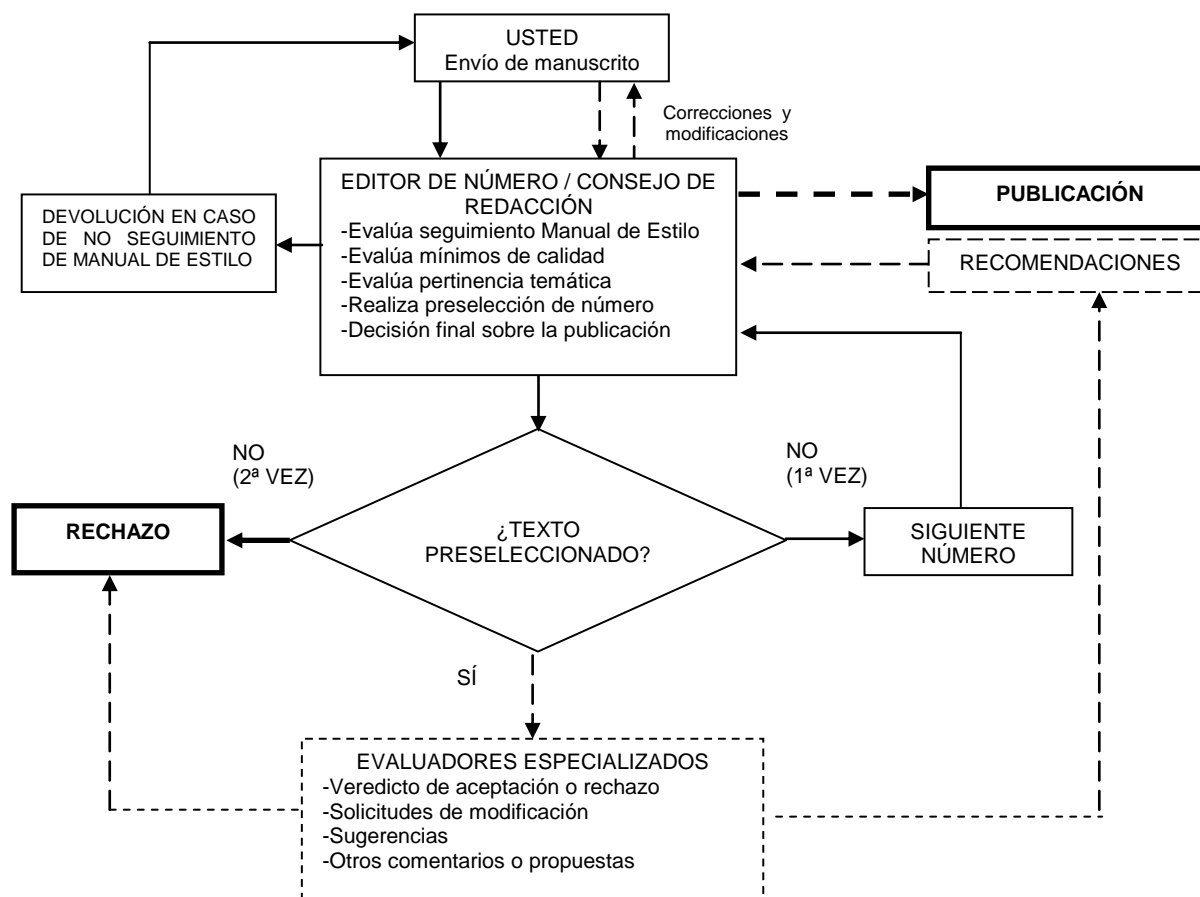 USTED
Envío de manuscrito
Correcciones y
modificaciones
EDITOR DE NÚMERO / CONSEJO DE
REDACCIÓN
-Evalúa seguimiento Manual de Estilo
-Evalúa mínimos de calidad
-Evalúa pertinencia temática
-Realiza preselección de número
-Decisión final sobre la publicación
PUBLICACIÓN
RECOMENDACIONES
DEVOLUCIÓN EN CASO
DE NO SEGUIMIENTO
DE MANUAL DE ESTILO
NO
(2ª VEZ)
NO
(1ª VEZ)
RECHAZO
¿TEXTO
PRESELECCIONADO?
SIGUIENTE
NÚMERO
SÍ
EVALUADORES ESPECIALIZADOS
-Veredicto de aceptación o rechazo
-Solicitudes de modificación
-Sugerencias
-Otros comentarios o propuestas